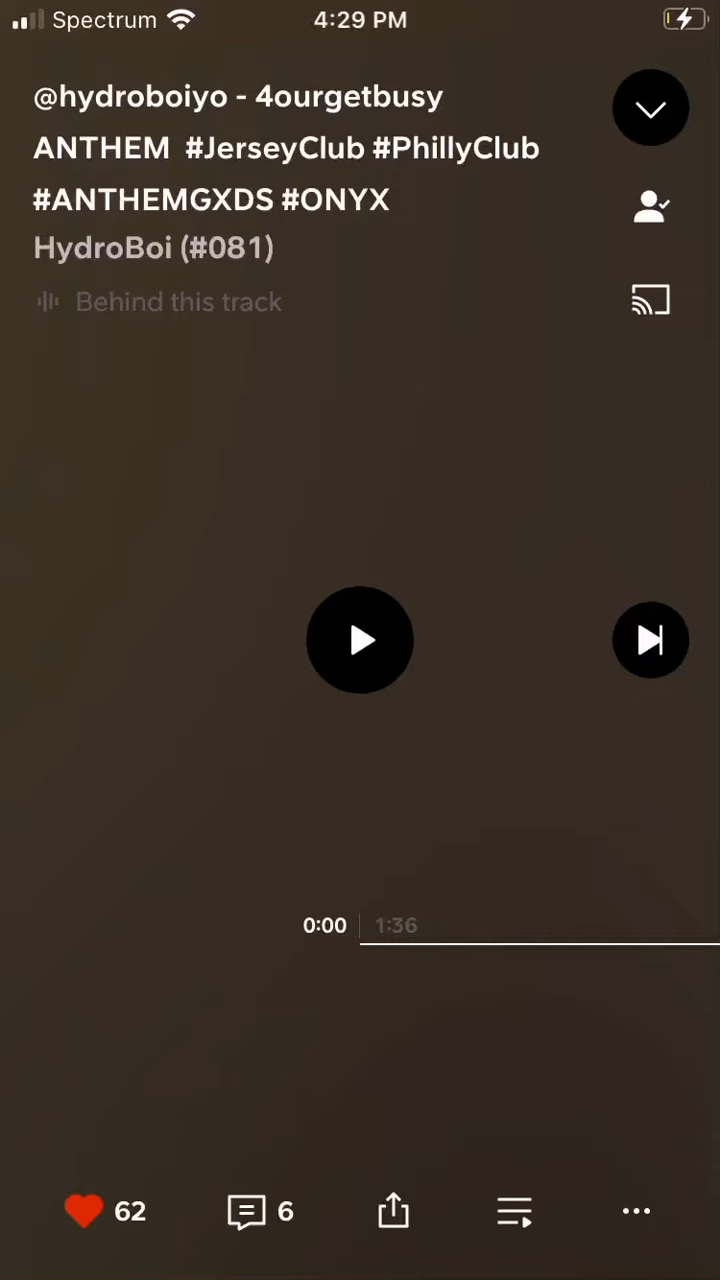 Spectrum 4:29 PM
@hydroboiyo - 4ourgetbusy
ANTHEM #JerseyClub #PhillyClub
#ANTHEMGXDS #ONYX
HydroBoi (#081)
Behind this track
0:00 1:36
62 6